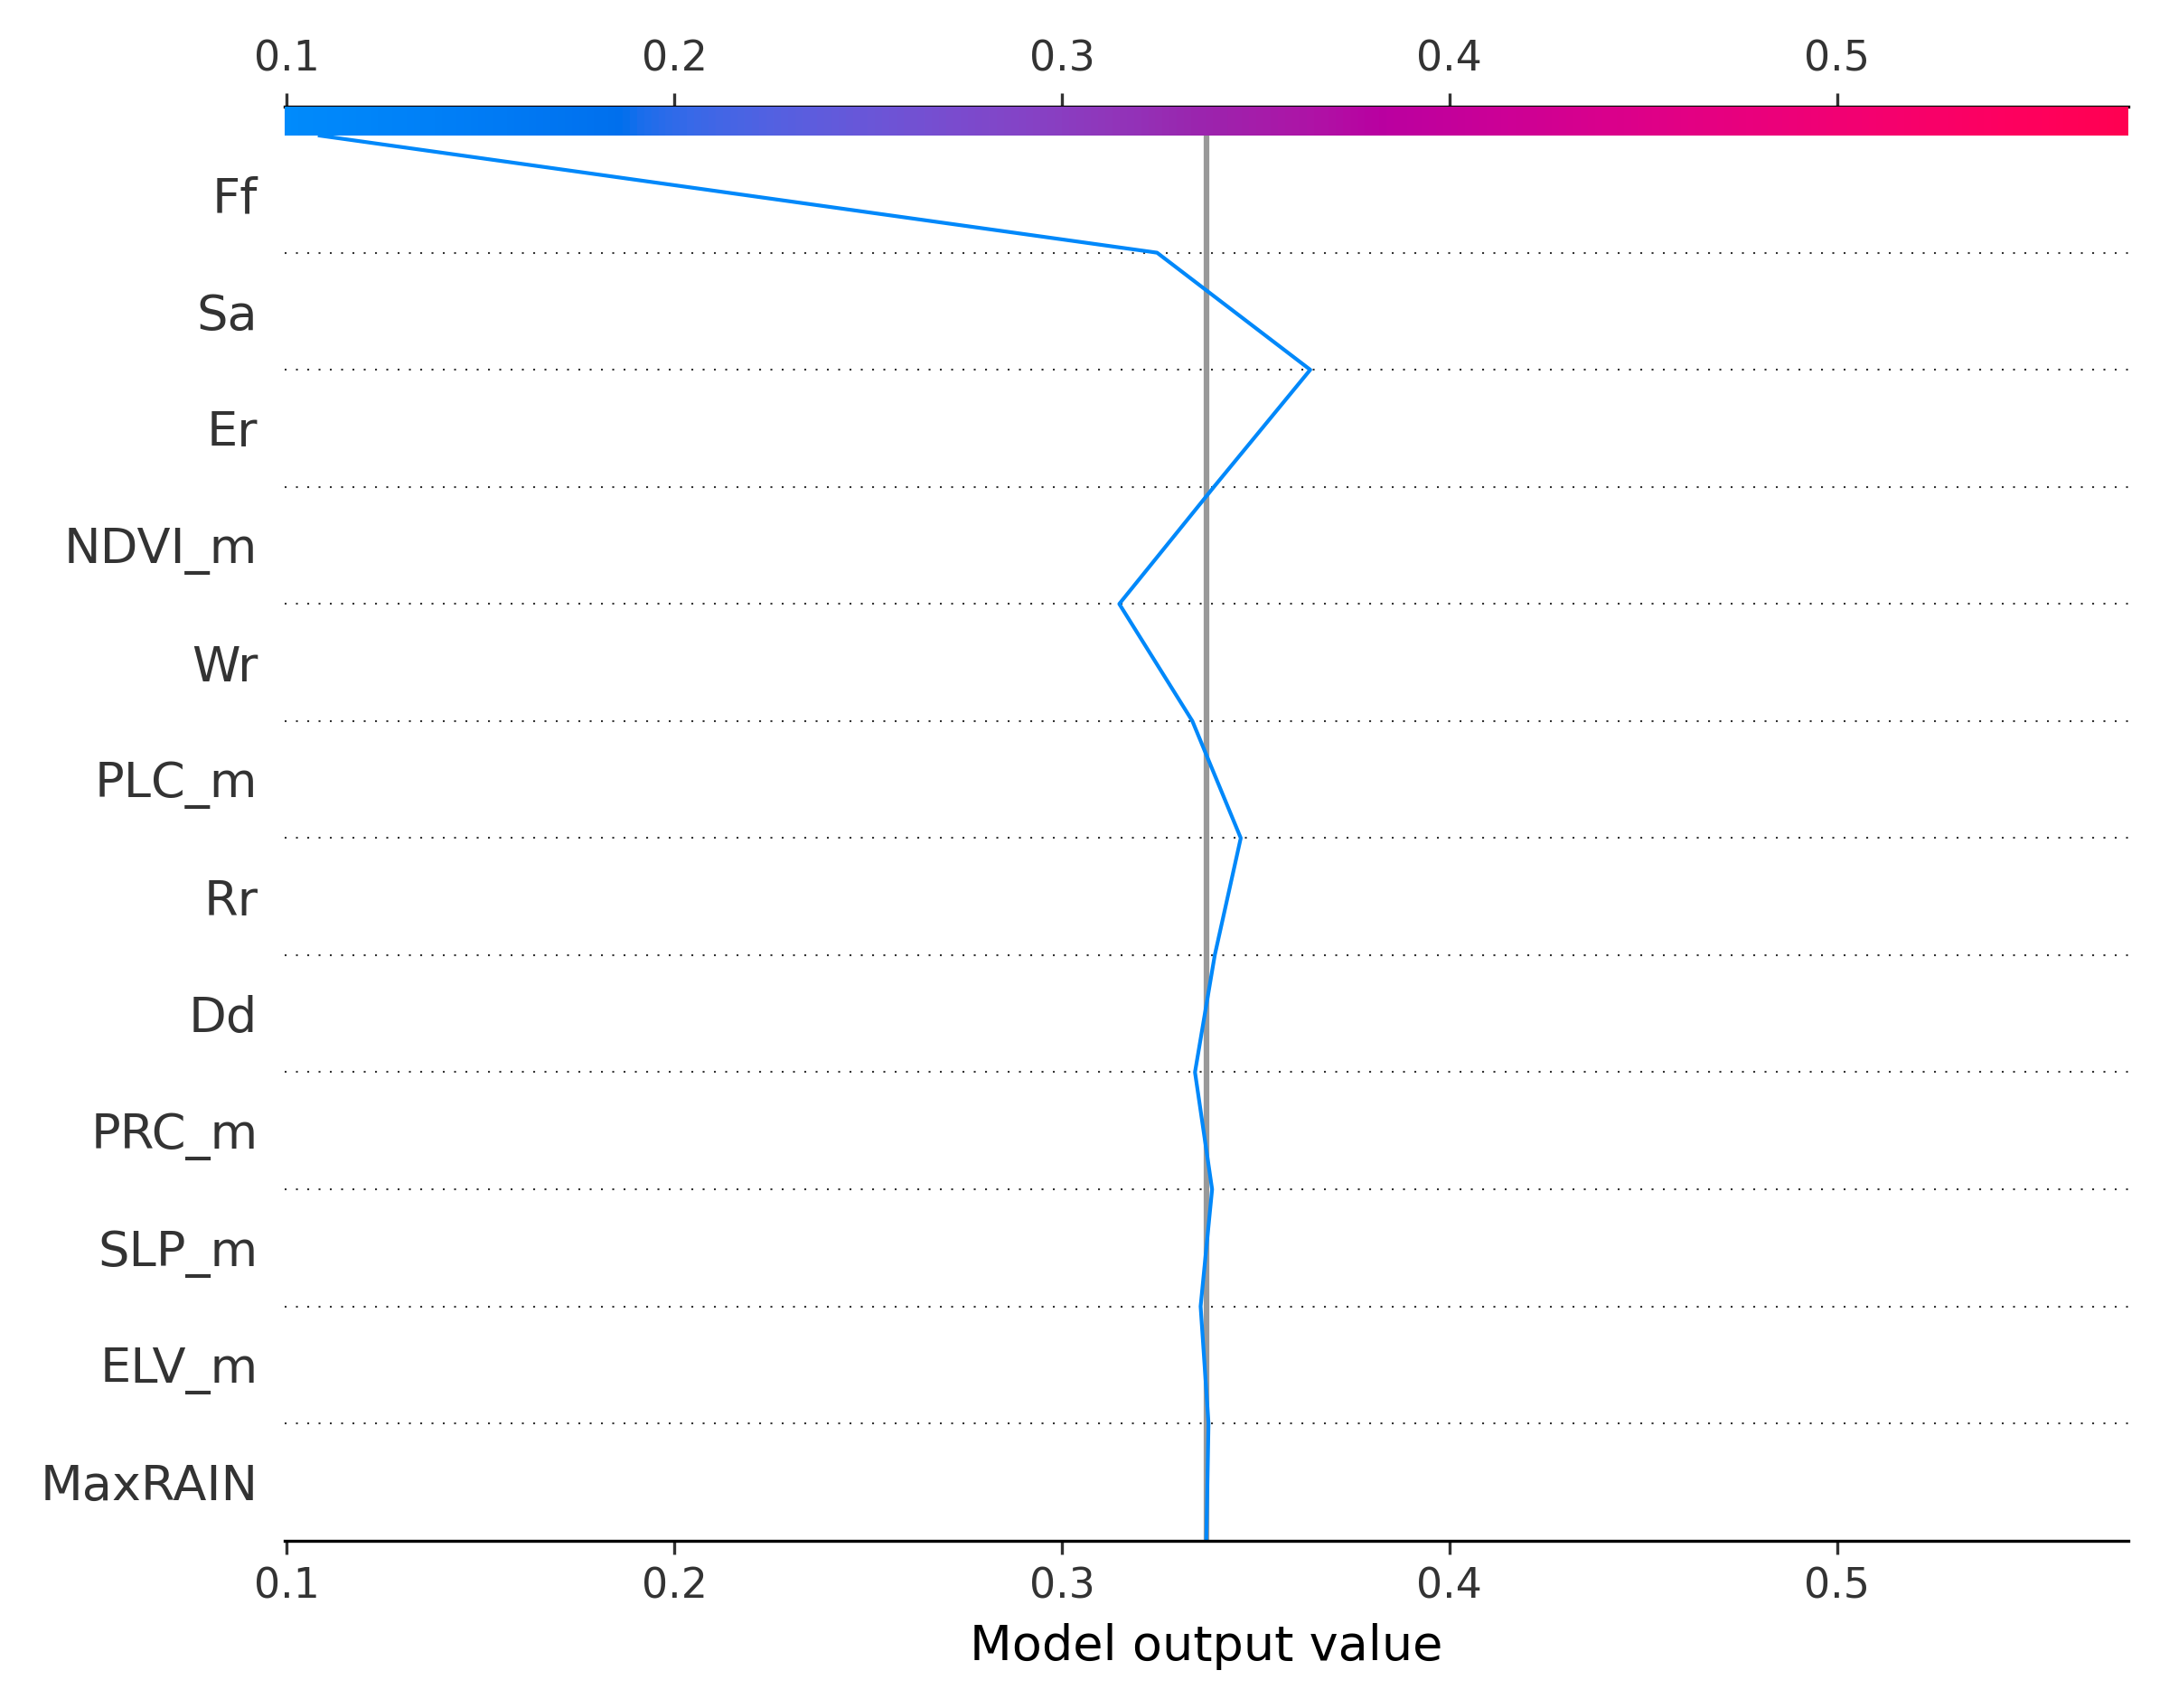 0.1 0.2 0.3 0.4 0.5
Ff
Sa
Er
NDVI_m
Wr
PLC_m
Rr
Dd
PRC_m
SLP_m
ELV_m
MaxRAIN
0.1 0.2 0.3 0.4 0.5
Model output value